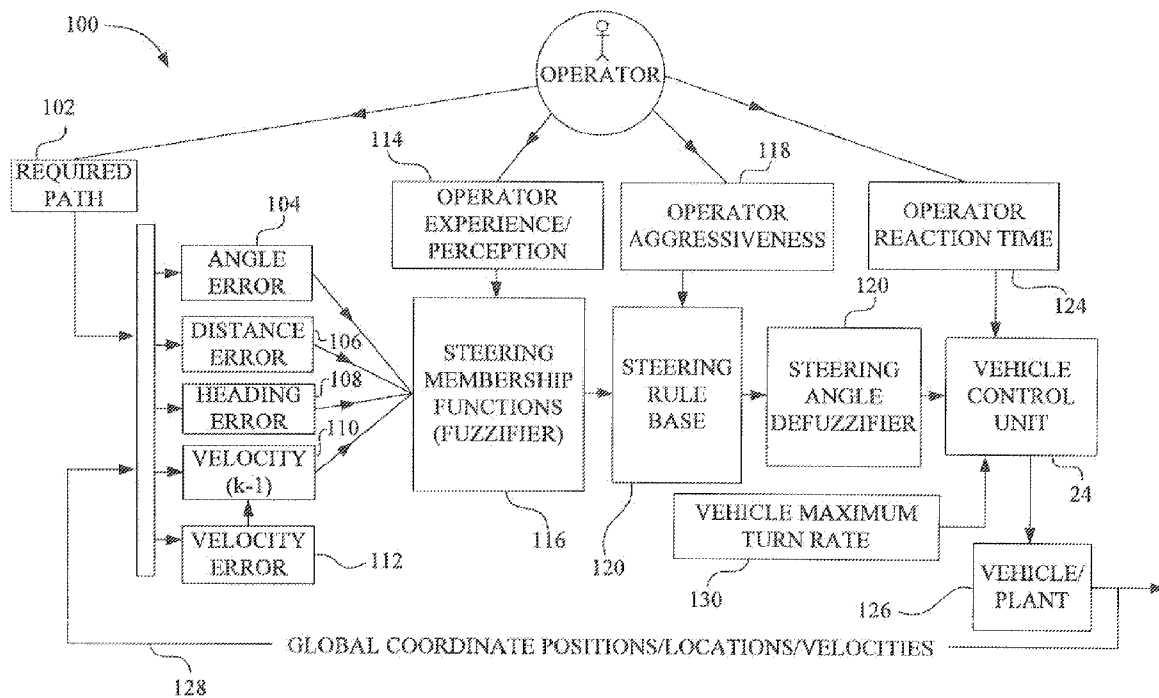 100
OPERATOR
102
REQUIRED
PATH
114
118
OPERATOR
EXPERIENCE/
PERCEPTION
OPERATOR
AGGRESSIVENESS
OPERATOR
REACTION TIME
104
ANGLE
ERROR
120
124
DISTANCE
ERROR
106
STEERING
MEMBERSHIP
FUNCTIONS
(FUZZIFIER)
STEERING
RULE
BASE
STEERING
ANGLE
DEFUZZIFIER
VEHICLE
CONTROL
UNIT
HEADING
ERROR
108
VELOCITY
(k-1)
110
24
VELOCITY
ERROR
112
116
120
VEHICLE MAXIMUM
TURN RATE
130
VEHICLE/
PLANT
126
GLOBAL COORDINATE POSITIONS/LOCATIONS/VELOCITIES
128